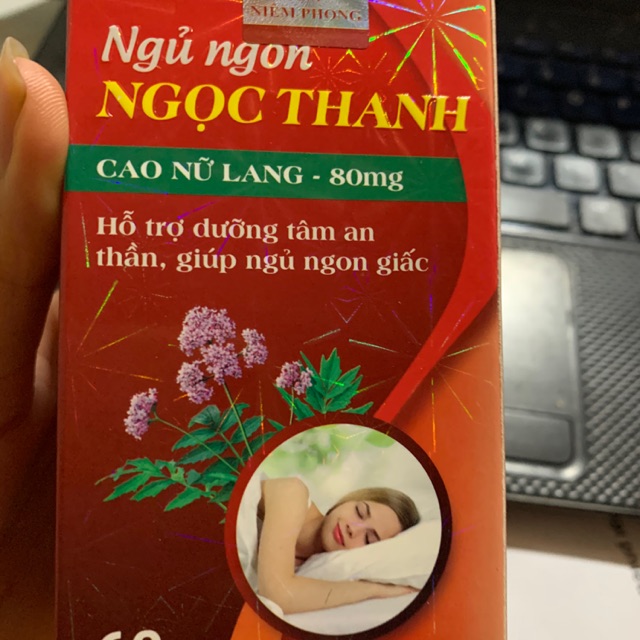 NIÊM PHONG
Ngủ ngon
NGỌC THANH
CAO NỮ LANG - 80mg
Hỗ trợ dưỡng tâm an
thần, giúp ngủ ngon giấc